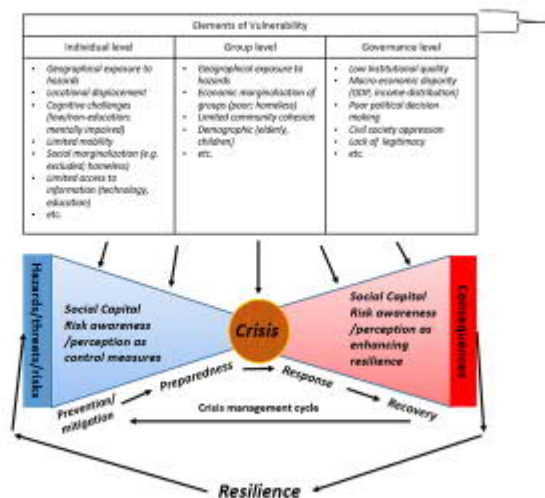 Elements of Vulnerability
Individual level
Group level
Governance level
• Geographical exposure to
hazards
• Locational displacement
• Cognitive challenges
(low/non-education;
mentally impaired)
• Limited mobility
• Social marginalization (e.g.
excluded; homeless)
• Limited access to
information (technology,
education)
• etc.
• Geographical exposure to
hazards
• Economic marginalisation of
groups (poor; homeless)
• Limited community cohesion
• Demographic (elderly,
children)
• etc.
• Low institutional quality
• Macro-economic disparity
(GDP, income-distribution)
• Poor political decision
making
• Civil society oppression
• Lack of legitimacy
• etc.
Hazards/threats/risks
Social Capital
Risk awareness
/perception as
control measures
Crisis
Social Capital
Risk awareness
/perception as
enhancing
resilience
Consequences
Prevention/
mitigation
Preparedness
Response
Recovery
Crisis management cycle
Resilience